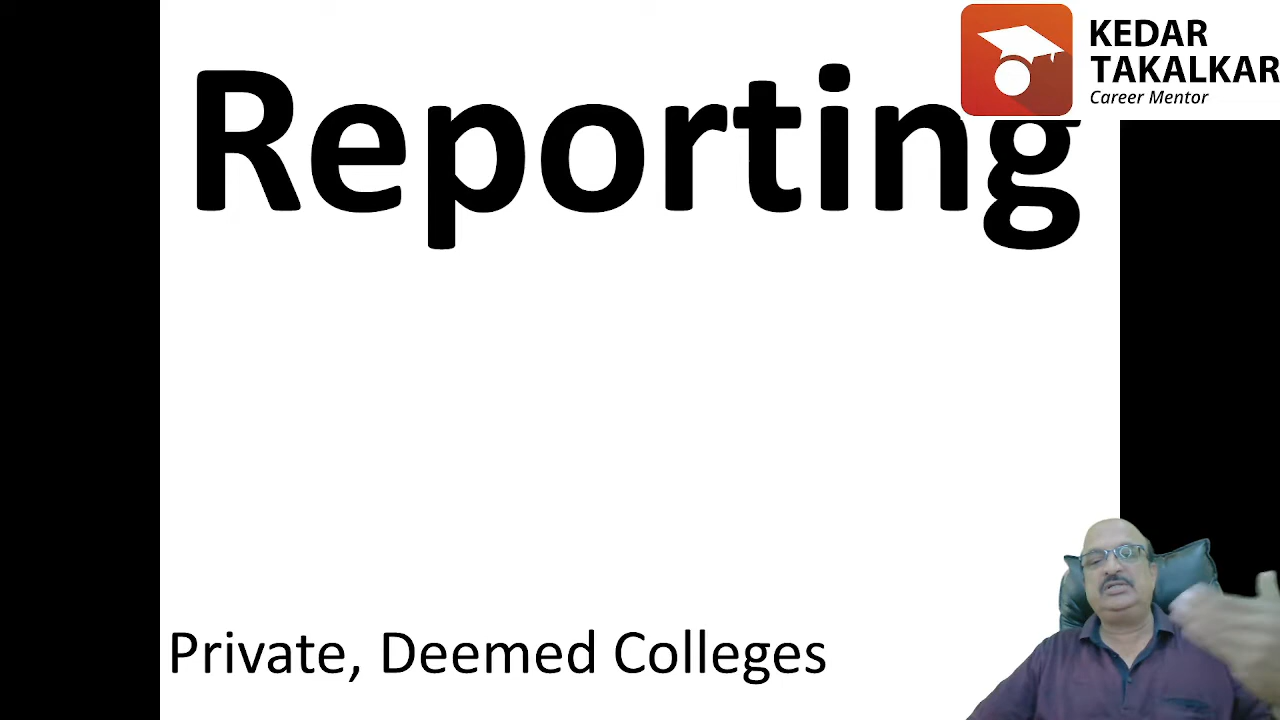 Reporting
KEDAR
TAKALKAR
Career Mentor
Private, Deemed Colleges